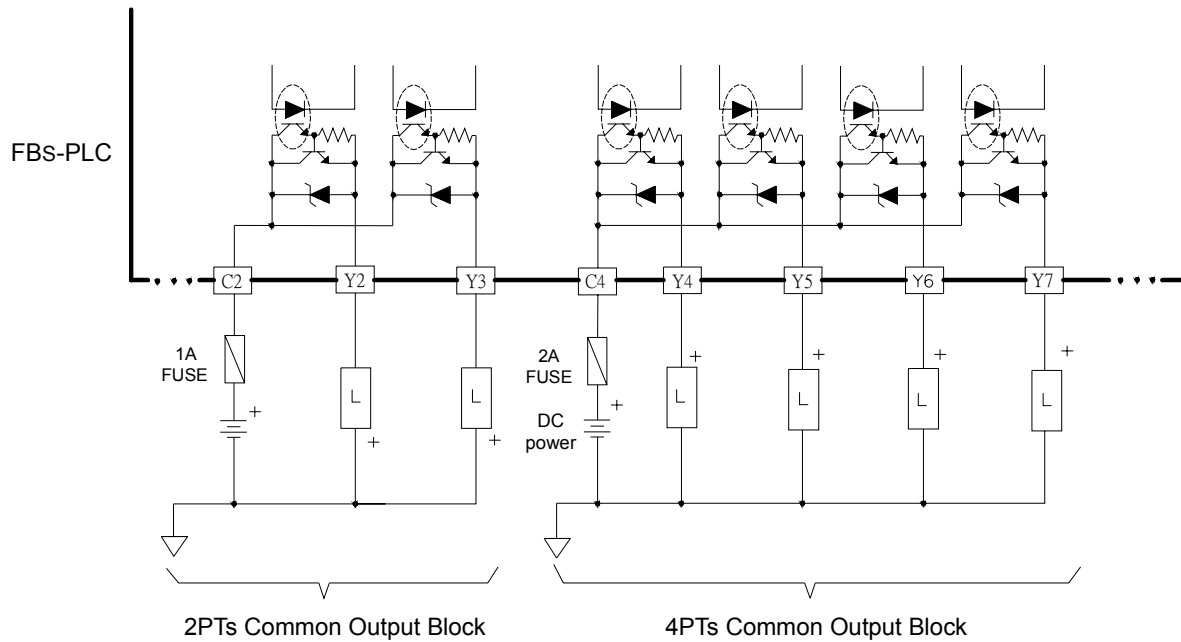 FBS-PLC
C2 Y2 Y3 C4 Y4 Y5 Y6 Y7
1A
FUSE
+
L
+
L
+
2A
FUSE
DC
power
+
L
+
L
+
L
+
L
+
2PTs Common Output Block
4PTs Common Output Block